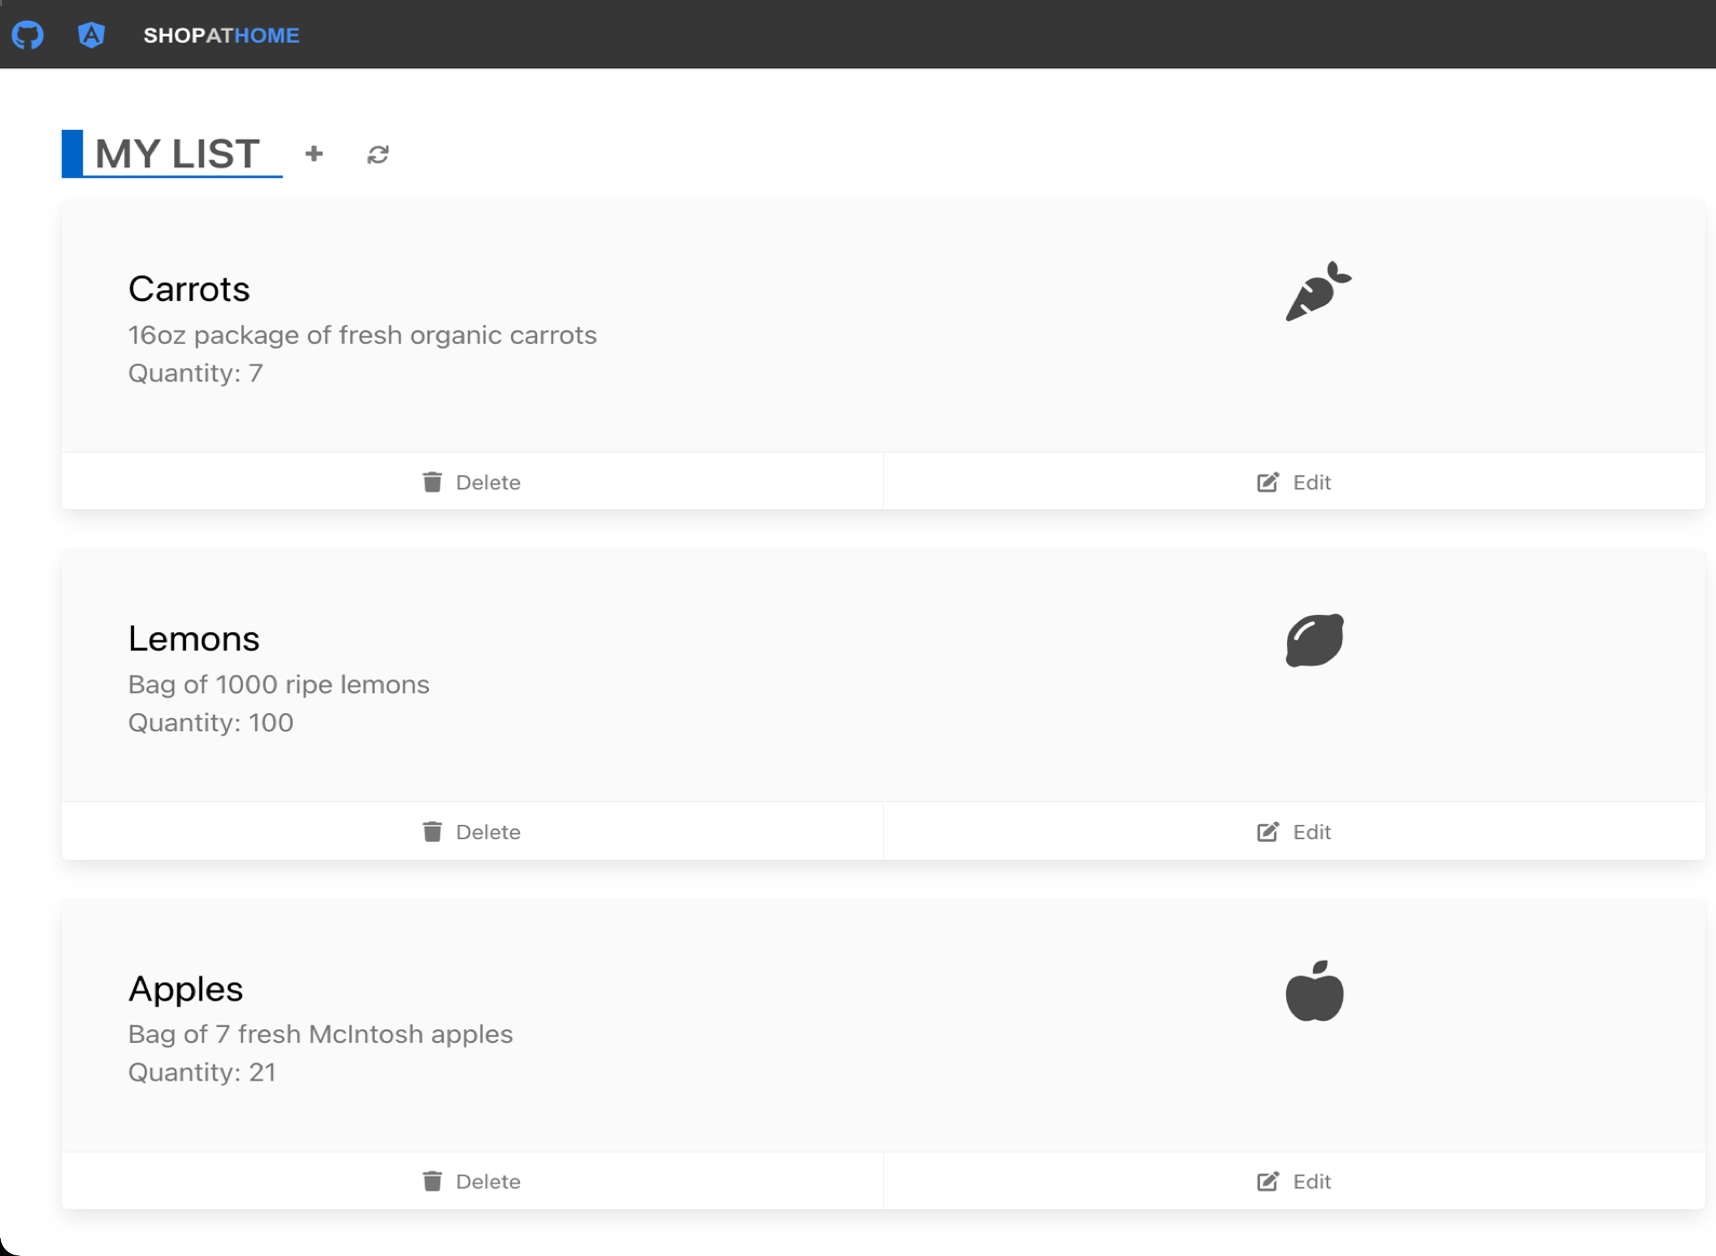 SHOPATHOME
MY LIST
Carrots
16oz package of fresh organic carrots
Quantity: 7
Delete
Edit
Lemons
Bag of 1000 ripe lemons
Quantity: 100
Delete
Edit
Apples
Bag of 7 fresh McIntosh apples
Quantity: 21
Delete
Edit